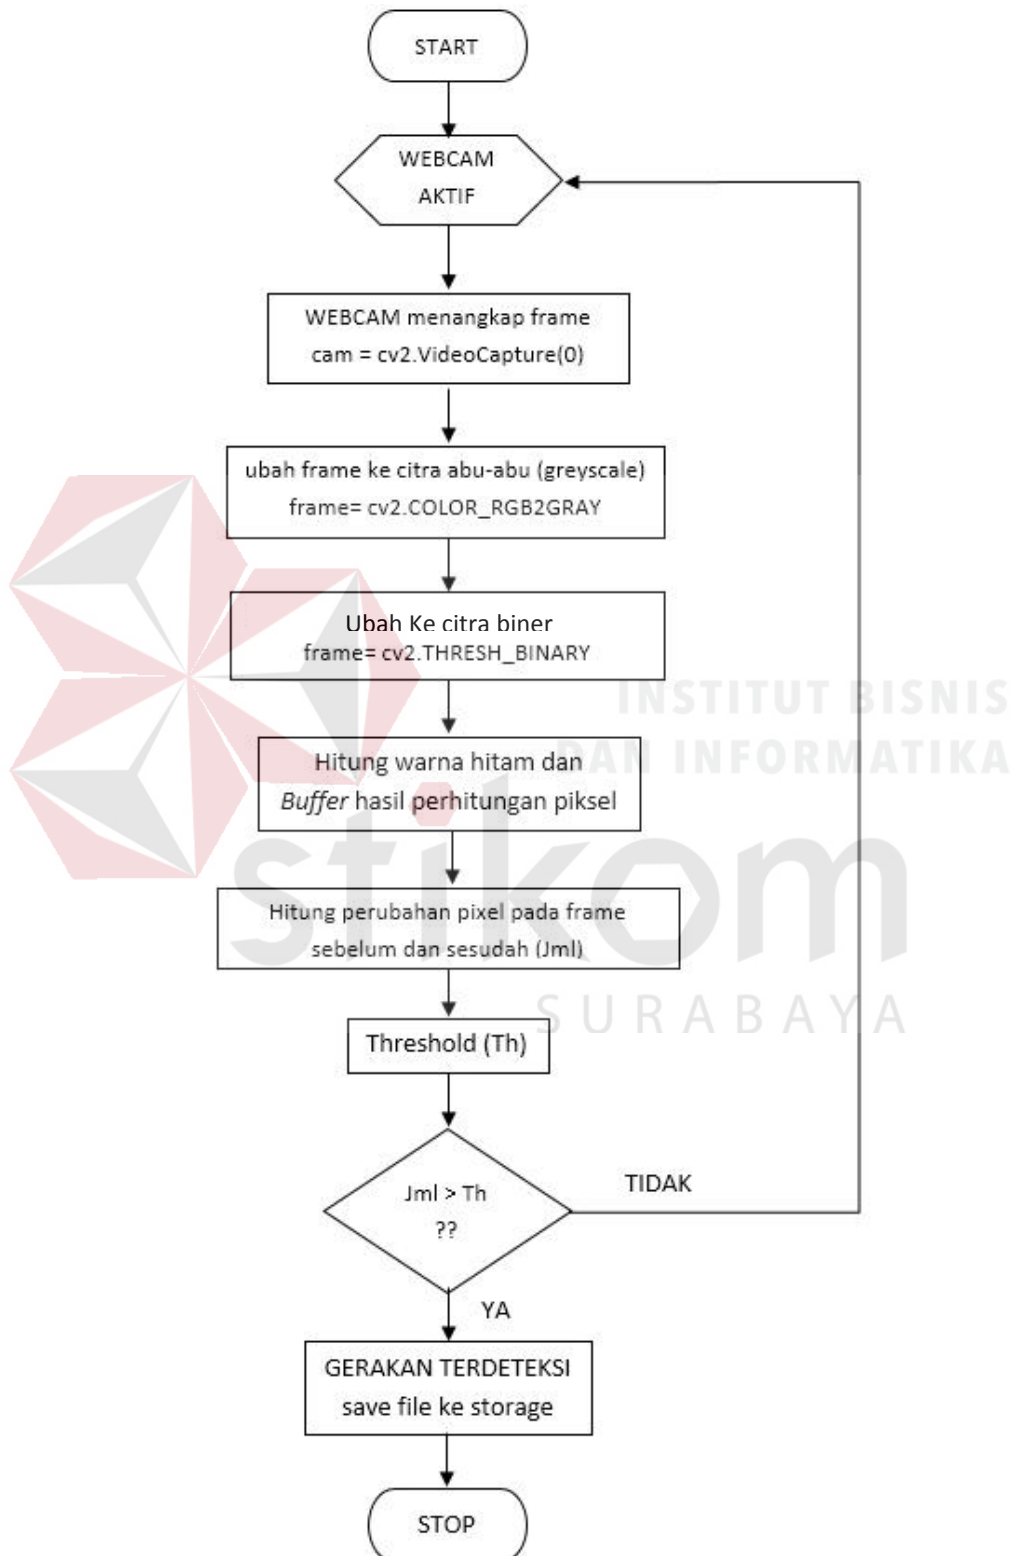 START
WEBCAM
AKTIF
WEBCAM menangkap frame
cam = cv2.VideoCapture(0)
ubah frame ke citra abu-abu (greyscale)
frame= cv2.COLOR_RGB2GRAY
Ubah Ke citra biner
frame= cv2.THRESH_BINARY
INSTITUT BISNIS
DAN INFORMATIKA
Hitung warna hitam dan
Buffer hasil perhitungan piksel
stikom
Hitung perubahan pixel pada frame
sebelum dan sesudah (Jml)
SURABAYA
Threshold (Th)
Jml > Th
??
TIDAK
YA
GERAKAN TERDETEKSI
save file ke storage
STOP